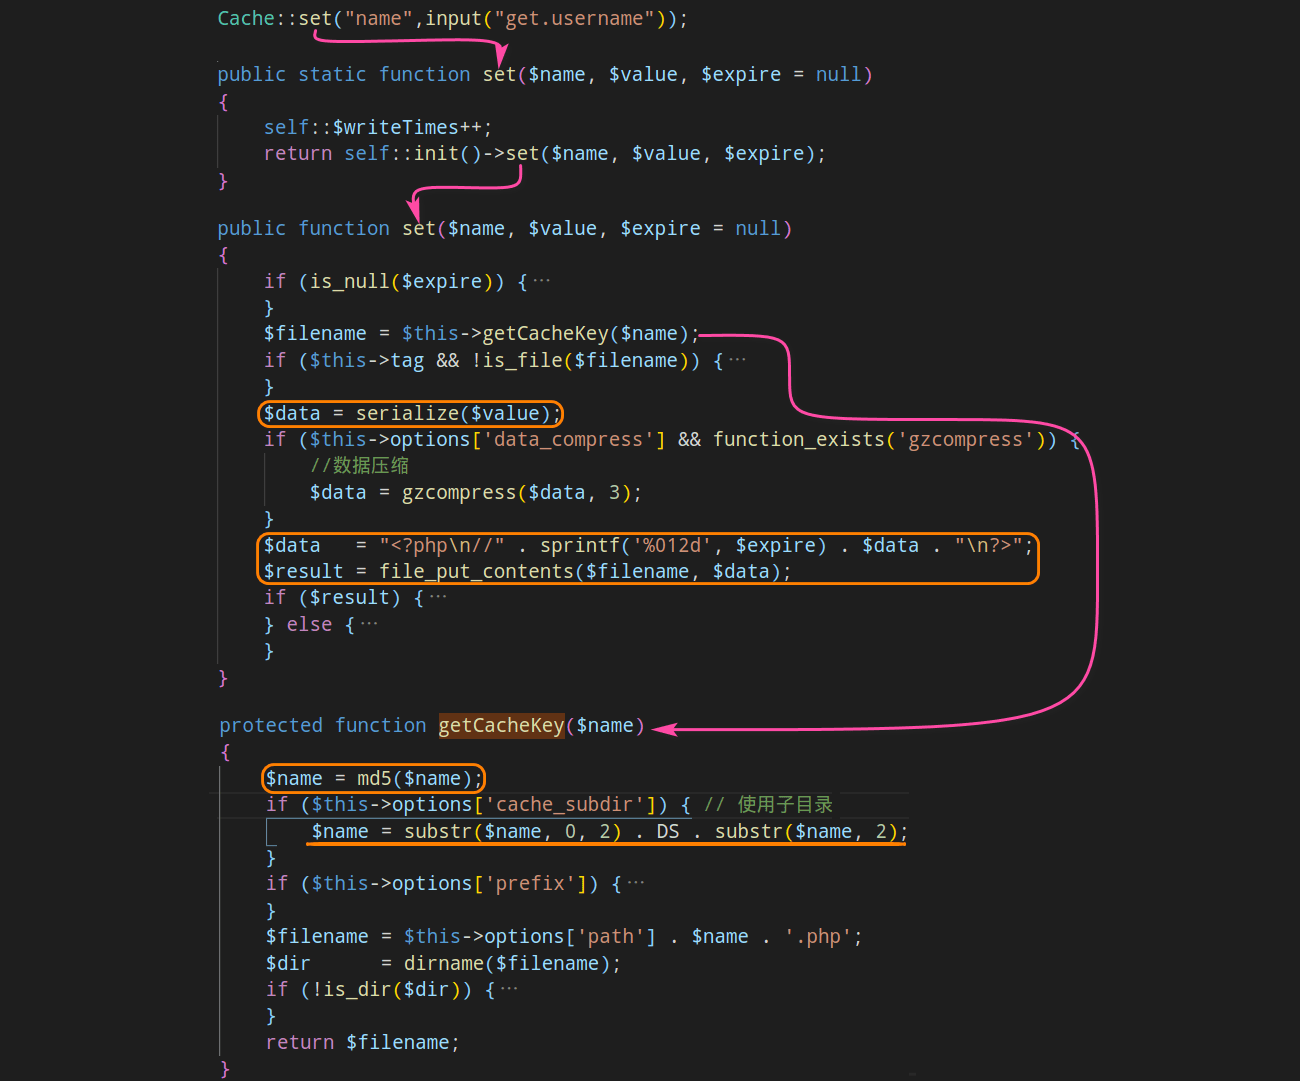 Cache::set("name",input("get.username"));
public static function set($name, $value, $expire = null)
{
self::$writeTimes++;
return self::init()->set($name, $value, $expire);
}
public function set($name, $value, $expire = null)
{
if (is_null($expire)) {···
}
$filename = $this->getCacheKey($name);
if ($this->tag && !is_file($filename)) {···
}
$data = serialize($value);
if ($this->options['data_compress'] && function_exists('gzcompress')) {
//数据压缩
$data = gzcompress($data, 3);
}
$data   = "<?php\n//" . sprintf('%012d', $expire) . $data . "\n?>";
$result = file_put_contents($filename, $data);
if ($result) {···
} else {···
}
}
protected function getCacheKey($name)
{
$name = md5($name);
if ($this->options['cache_subdir']) { // 使用子目录
$name = substr($name, 0, 2) . DS . substr($name, 2);
}
if ($this->options['prefix']) {···
}
$filename = $this->options['path'] . $name . '.php';
$dir      = dirname($filename);
if (!is_dir($dir)) {···
}
return $filename;
}